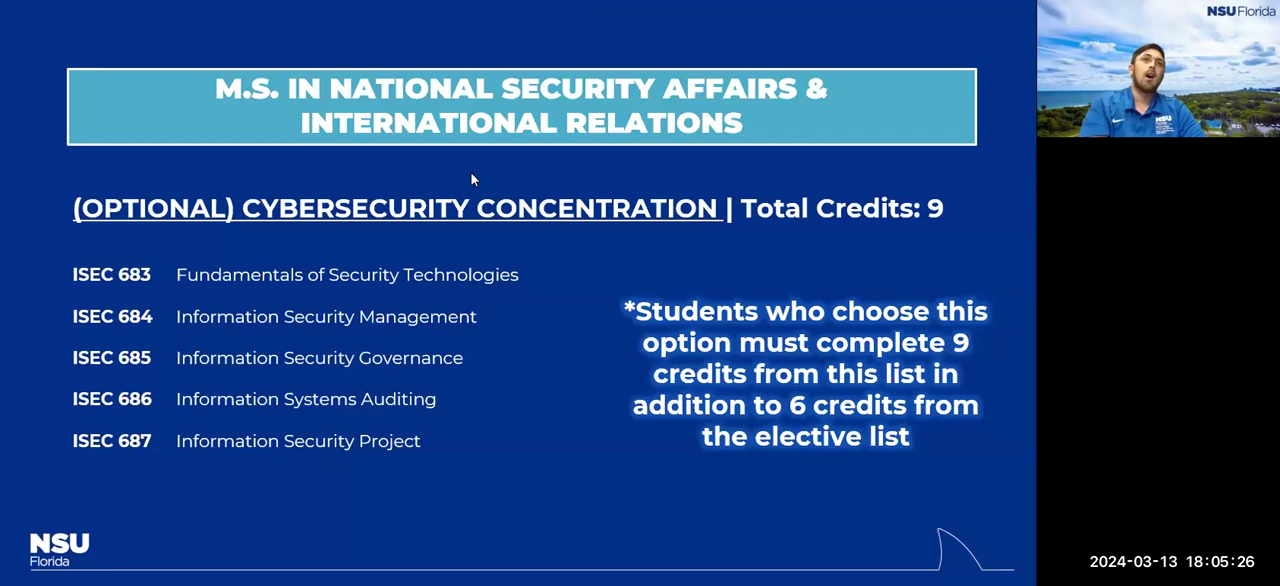 NSU Florida
M.S. IN NATIONAL SECURITY AFFAIRS &
INTERNATIONAL RELATIONS
(OPTIONAL) CYBERSECURITY CONCENTRATION | Total Credits: 9
ISEC 683 Fundamentals of Security Technologies
ISEC 684 Information Security Management
ISEC 685 Information Security Governance
ISEC 686 Information Systems Auditing
ISEC 687 Information Security Project
*Students who choose this
option must complete 9
credits from this list in
addition to 6 credits from
the elective list
NSU
Florida
NSU
Florida
2024-03-13 18:05:26